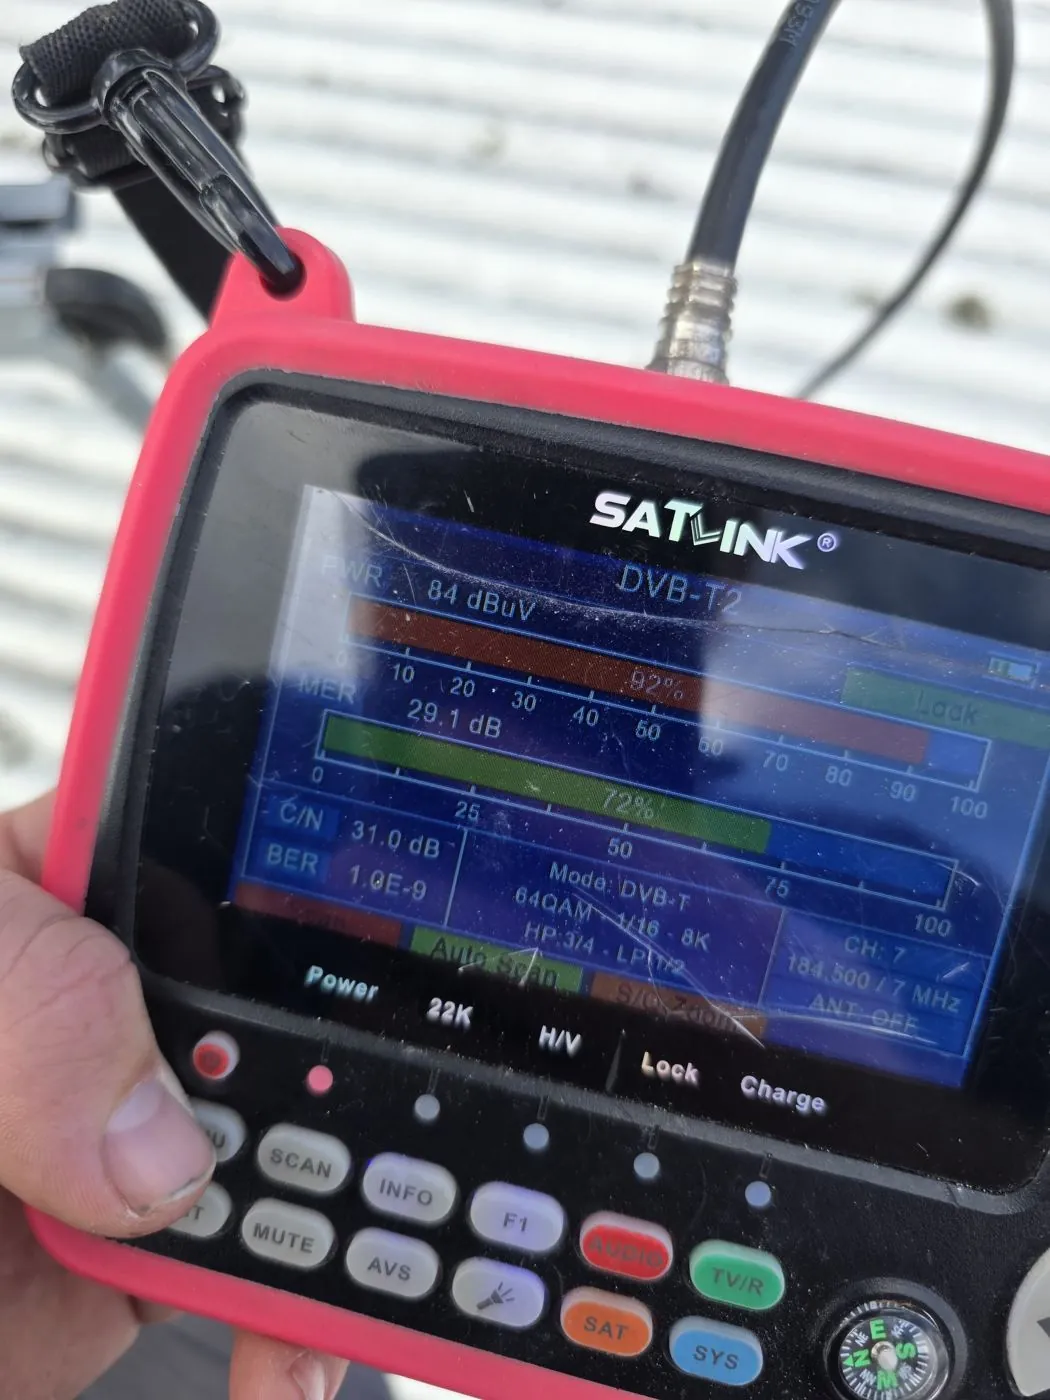 SATLINK®
DVB-T2
PWR 84 dBuV
92%
Lock
0 10 20 30 40 50 60 70 80 90 100
MER 29.1 dB
72%
0 25 50 75 100
C/N 31.0 dB
BER 1.0E-9
Mode: DVB-T
64QAM . 1/16 . 8K
HP:3/4 . LP:1/2
CH: 7
184.500 / 7 MHz
ANT: OFF
Auto Scan
S/Q Zoom
Power 22K H/V Lock Charge
SCAN INFO F1 AUDIO TV/R
MUTE AVS SAT SYS
E
S
N